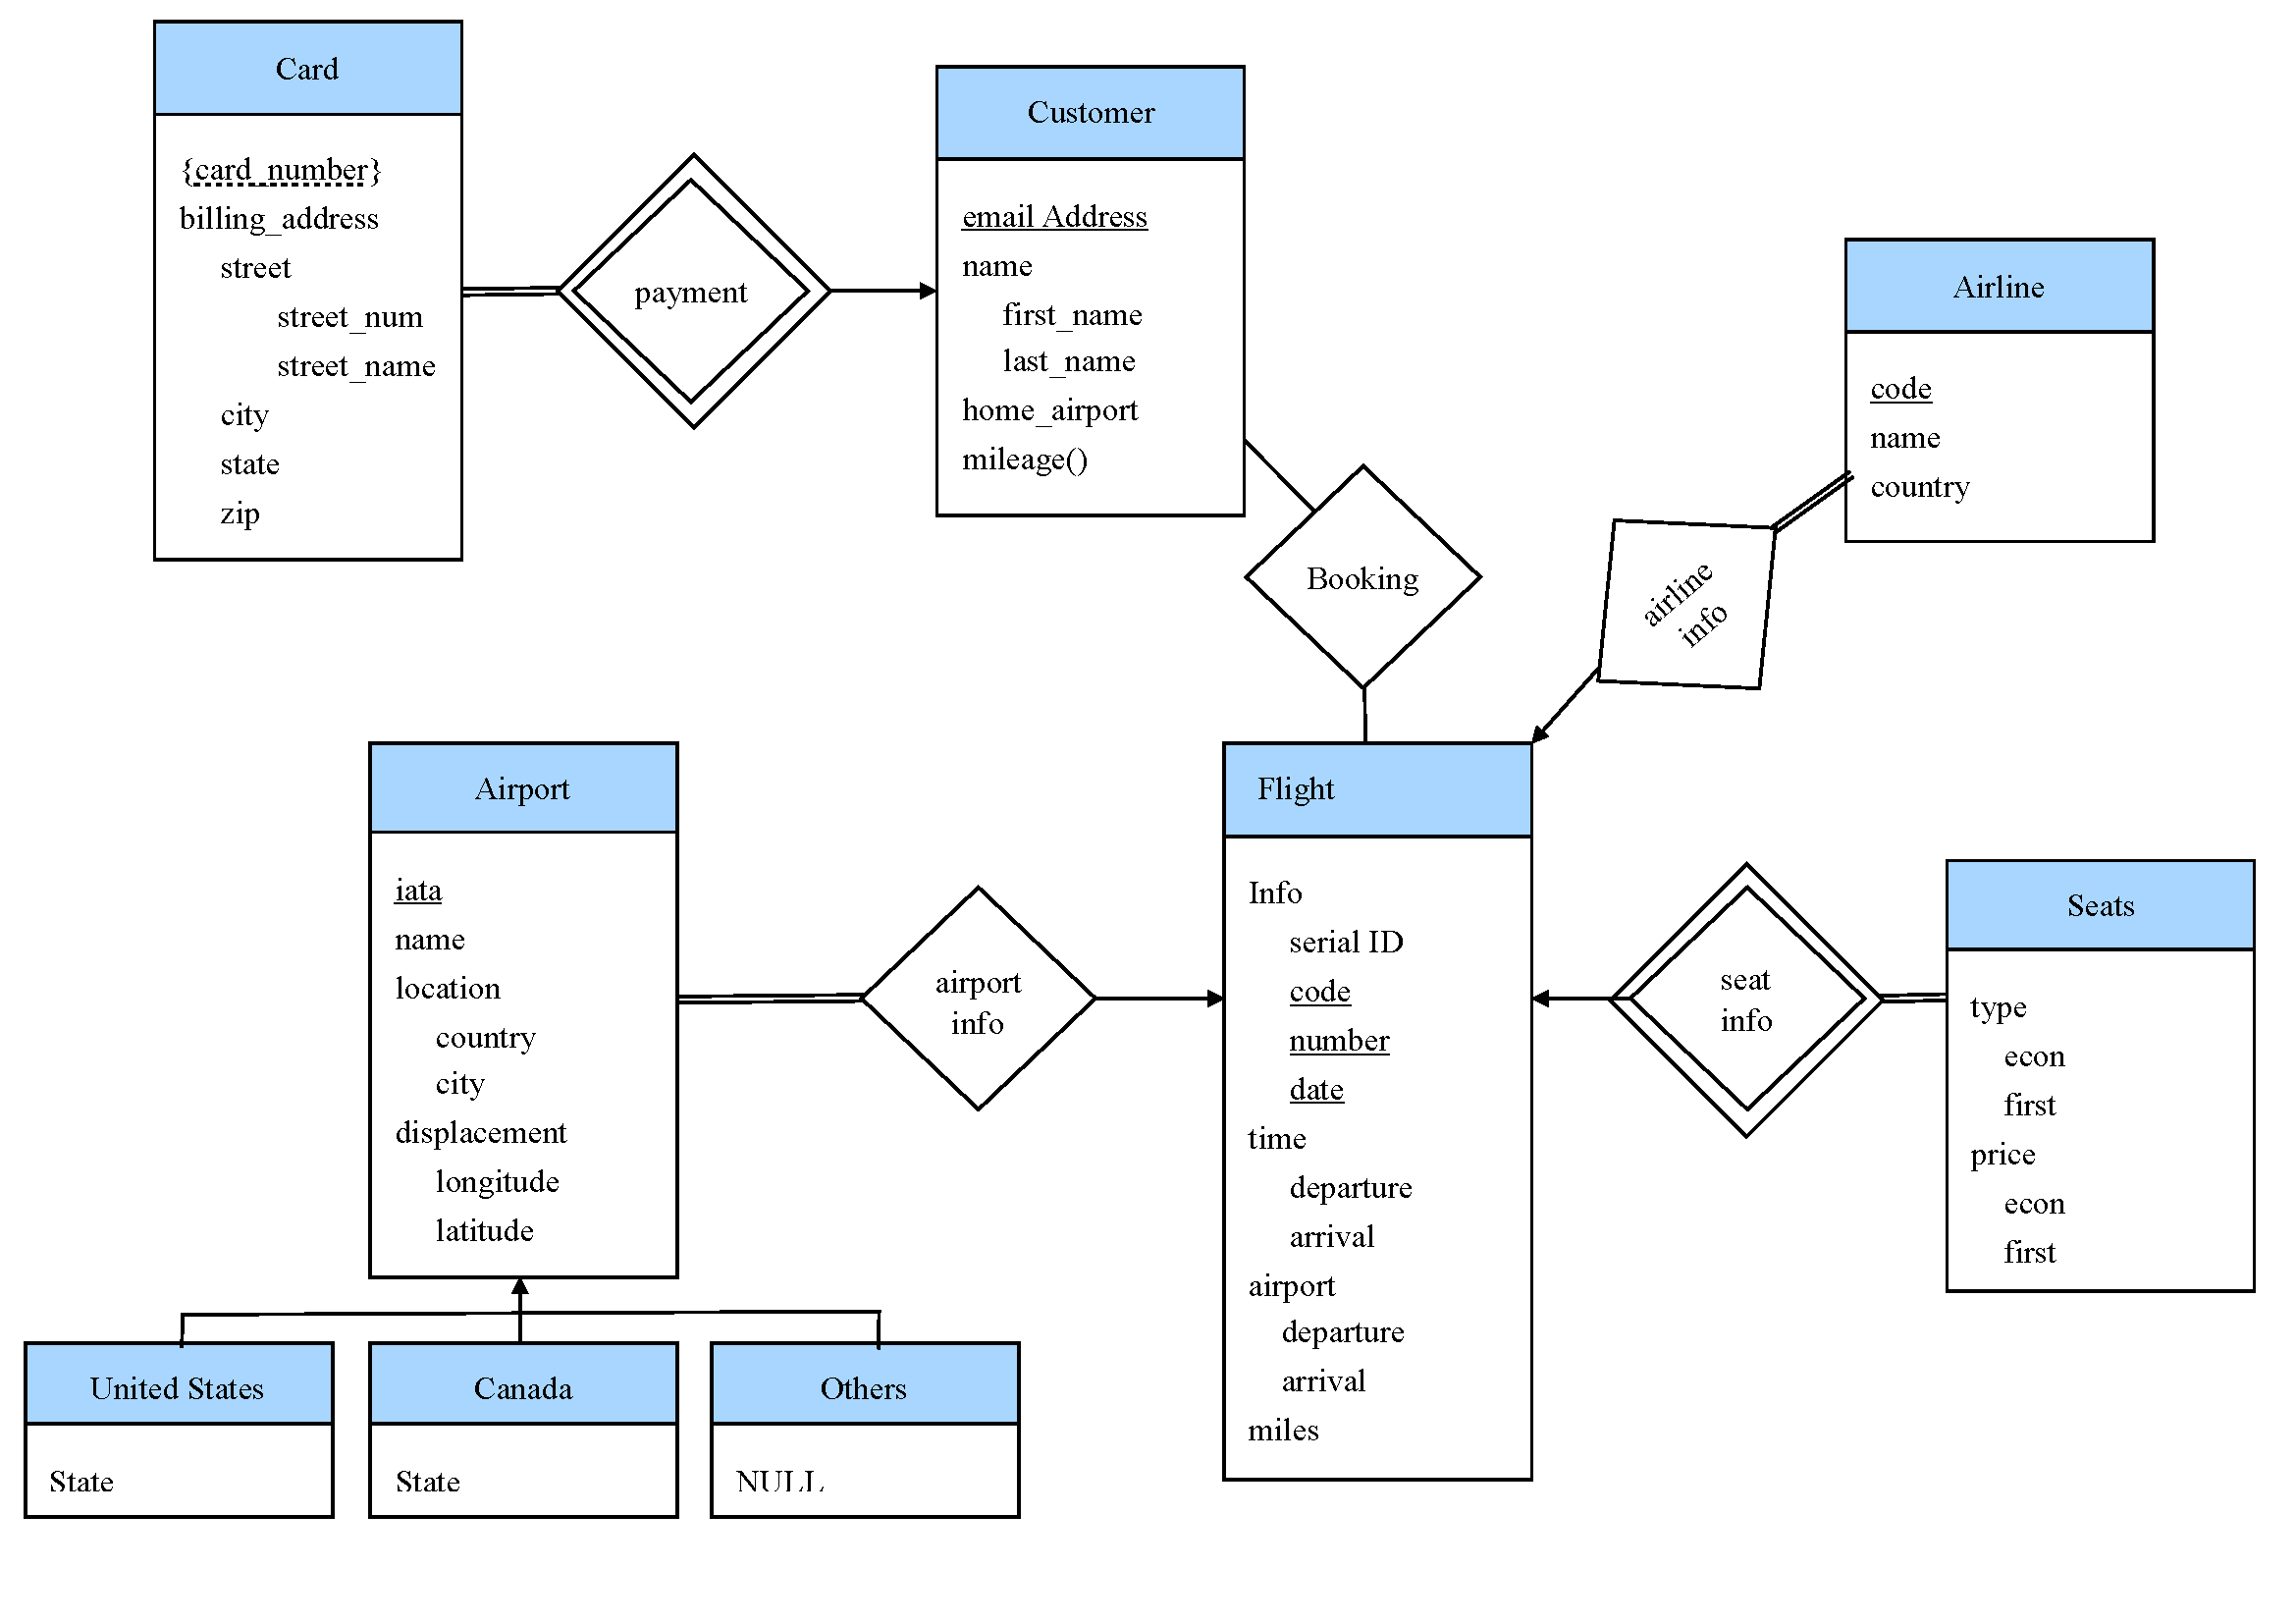 Card
{card_number}
billing_address
street
street_num
street_name
city
state
zip
payment
Customer
email Address
name
first_name
last_name
home_airport
mileage()
Booking
Airline
code
name
country
airline
info
Airport
iata
name
location
country
city
displacement
longitude
latitude
airport
info
Flight
Info
serial ID
code
number
date
time
departure
arrival
airport
departure
arrival
miles
seat
info
Seats
type
econ
first
price
econ
first
United States
State
Canada
State
Others
NULL